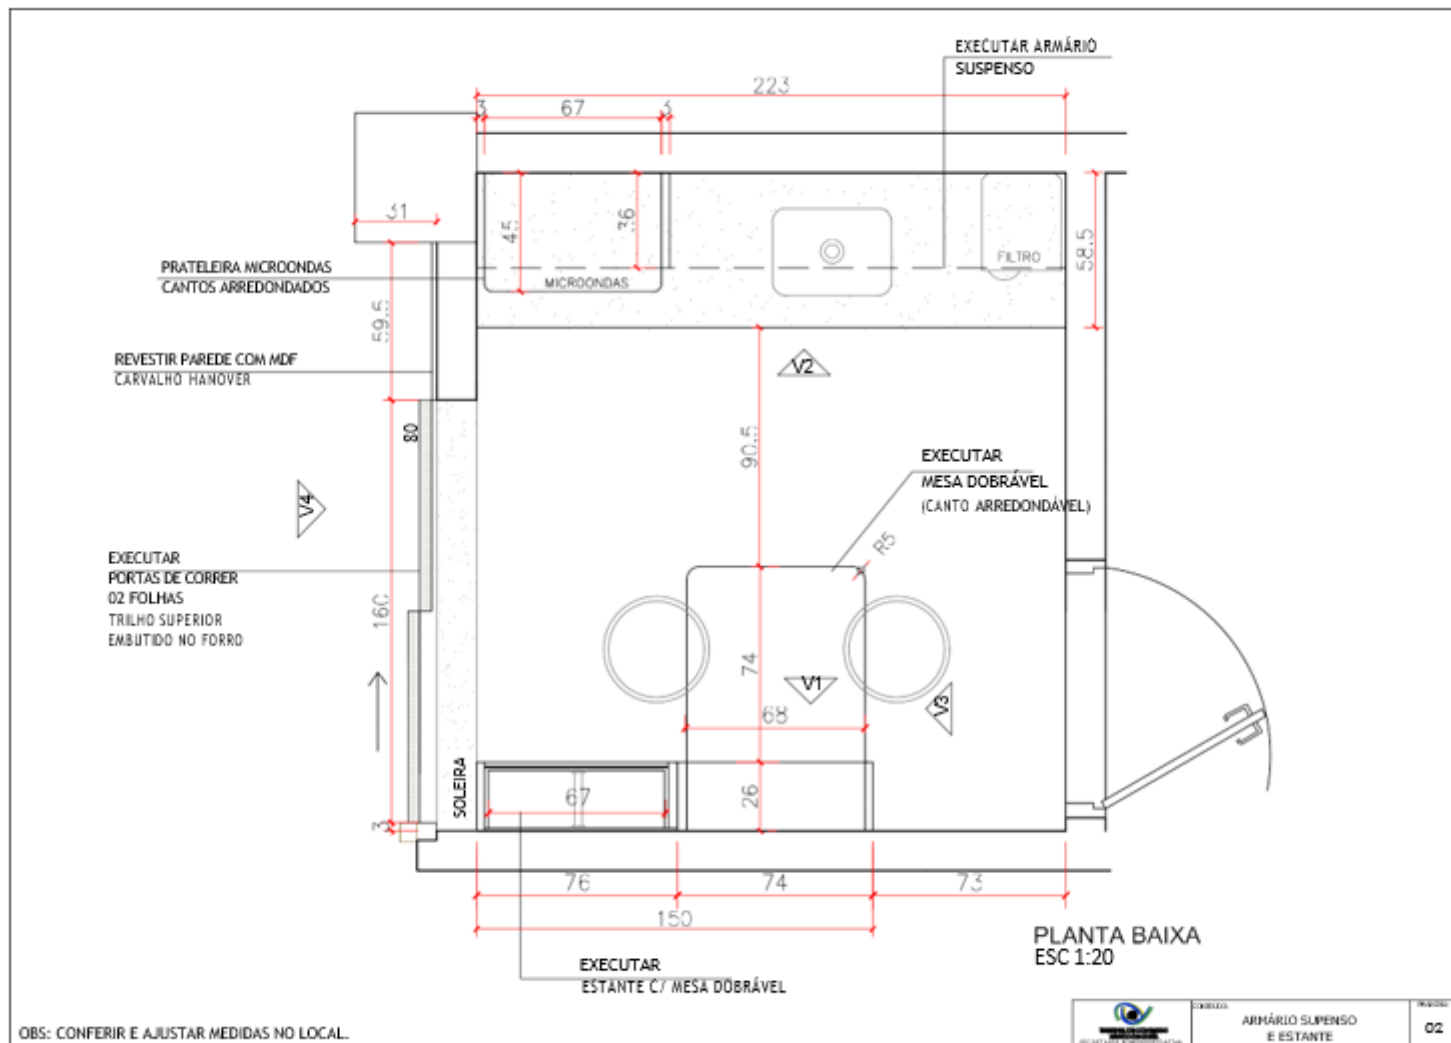 EXECUTAR ARMÁRIO
SUSPENSO
223
3
67
3
31
45
36
58.5
FILTRO
MICROONDAS
PRATELEIRA MICROONDAS
CANTOS ARREDONDADOS
59.5
REVESTIR PAREDE COM MDF
CARVALHO HANOVER
V2
80
90.5
EXECUTAR
MESA DOBRÁVEL
(CANTO ARREDONDÁVEL)
V4
R5
EXECUTAR
PORTAS DE CORRER
02 FOLHAS
TRILHO SUPERIOR
EMBUTIDO NO FORRO
160
74
V1
V3
68
SOLEIRA
67
26
3
76
74
73
150
PLANTA BAIXA
ESC 1:20
EXECUTAR
ESTANTE C/ MESA DOBRÁVEL
OBS: CONFERIR E AJUSTAR MEDIDAS NO LOCAL.
ARMÁRIO SUPENSO
E ESTANTE
02